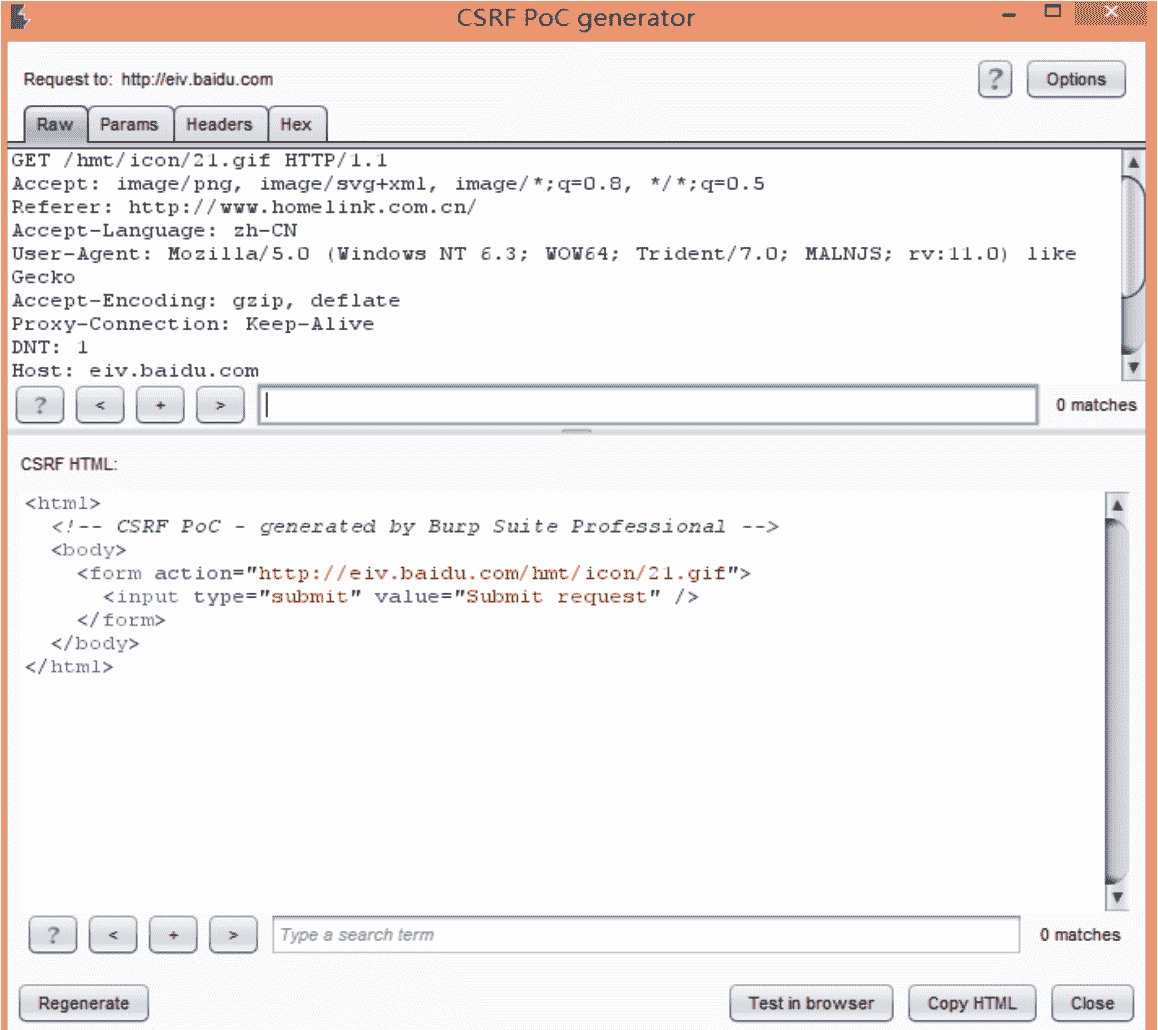 CSRF PoC generator
Request to: http://eiv.baidu.com
? Options
Raw Params Headers Hex
GET /hmt/icon/21.gif HTTP/1.1
Accept: image/png, image/svg+xml, image/*;q=0.8, */*;q=0.5
Referer: http://www.homelink.com.cn/
Accept-Language: zh-CN
User-Agent: Mozilla/5.0 (Windows NT 6.3; WOW64; Trident/7.0; MALNJS; rv:11.0) like
Gecko
Accept-Encoding: gzip, deflate
Proxy-Connection: Keep-Alive
DNT: 1
Host: eiv.baidu.com
? < + > 0 matches
CSRF HTML:
<html>
<!-- CSRF PoC - generated by Burp Suite Professional -->
<body>
<form action="http://eiv.baidu.com/hmt/icon/21.gif">
<input type="submit" value="Submit request" />
</form>
</body>
</html>
? < + > Type a search term 0 matches
Regenerate Test in browser Copy HTML Close